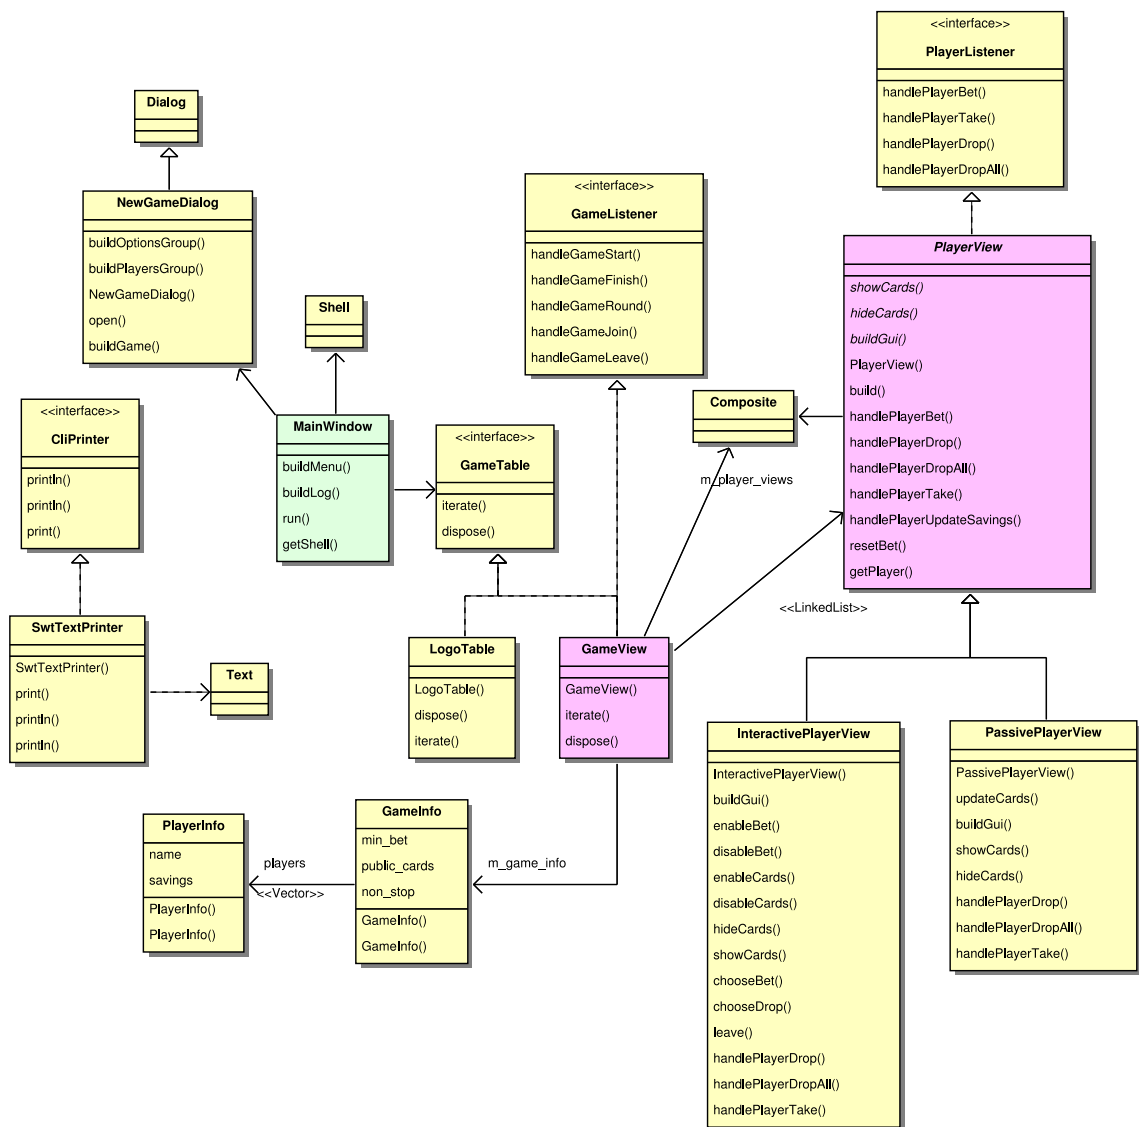 <<interface>>
PlayerListener
handlePlayerBet()
handlePlayerTake()
handlePlayerDrop()
handlePlayerDropAll()
Dialog
NewGameDialog
buildOptionsGroup()
buildPlayersGroup()
NewGameDialog()
open()
buildGame()
<<interface>>
GameListener
handleGameStart()
handleGameFinish()
handleGameRound()
handleGameJoin()
handleGameLeave()
PlayerView
showCards()
hideCards()
buildGui()
PlayerView()
build()
handlePlayerBet()
handlePlayerDrop()
handlePlayerDropAll()
handlePlayerTake()
handlePlayerUpdateSavings()
resetBet()
getPlayer()
Shell
Composite
<<interface>>
CliPrinter
println()
println()
print()
MainWindow
buildMenu()
buildLog()
run()
getShell()
<<interface>>
GameTable
iterate()
dispose()
m_player_views
<<LinkedList>>
SwtTextPrinter
SwtTextPrinter()
print()
println()
println()
Text
LogoTable
LogoTable()
dispose()
iterate()
GameView
GameView()
iterate()
dispose()
InteractivePlayerView
InteractivePlayerView()
buildGui()
enableBet()
disableBet()
enableCards()
disableCards()
hideCards()
showCards()
chooseBet()
chooseDrop()
leave()
handlePlayerDrop()
handlePlayerDropAll()
handlePlayerTake()
PassivePlayerView
PassivePlayerView()
updateCards()
buildGui()
showCards()
hideCards()
handlePlayerDrop()
handlePlayerDropAll()
handlePlayerTake()
PlayerInfo
name
savings
PlayerInfo()
PlayerInfo()
players
<<Vector>>
GameInfo
min_bet
public_cards
non_stop
GameInfo()
GameInfo()
m_game_info